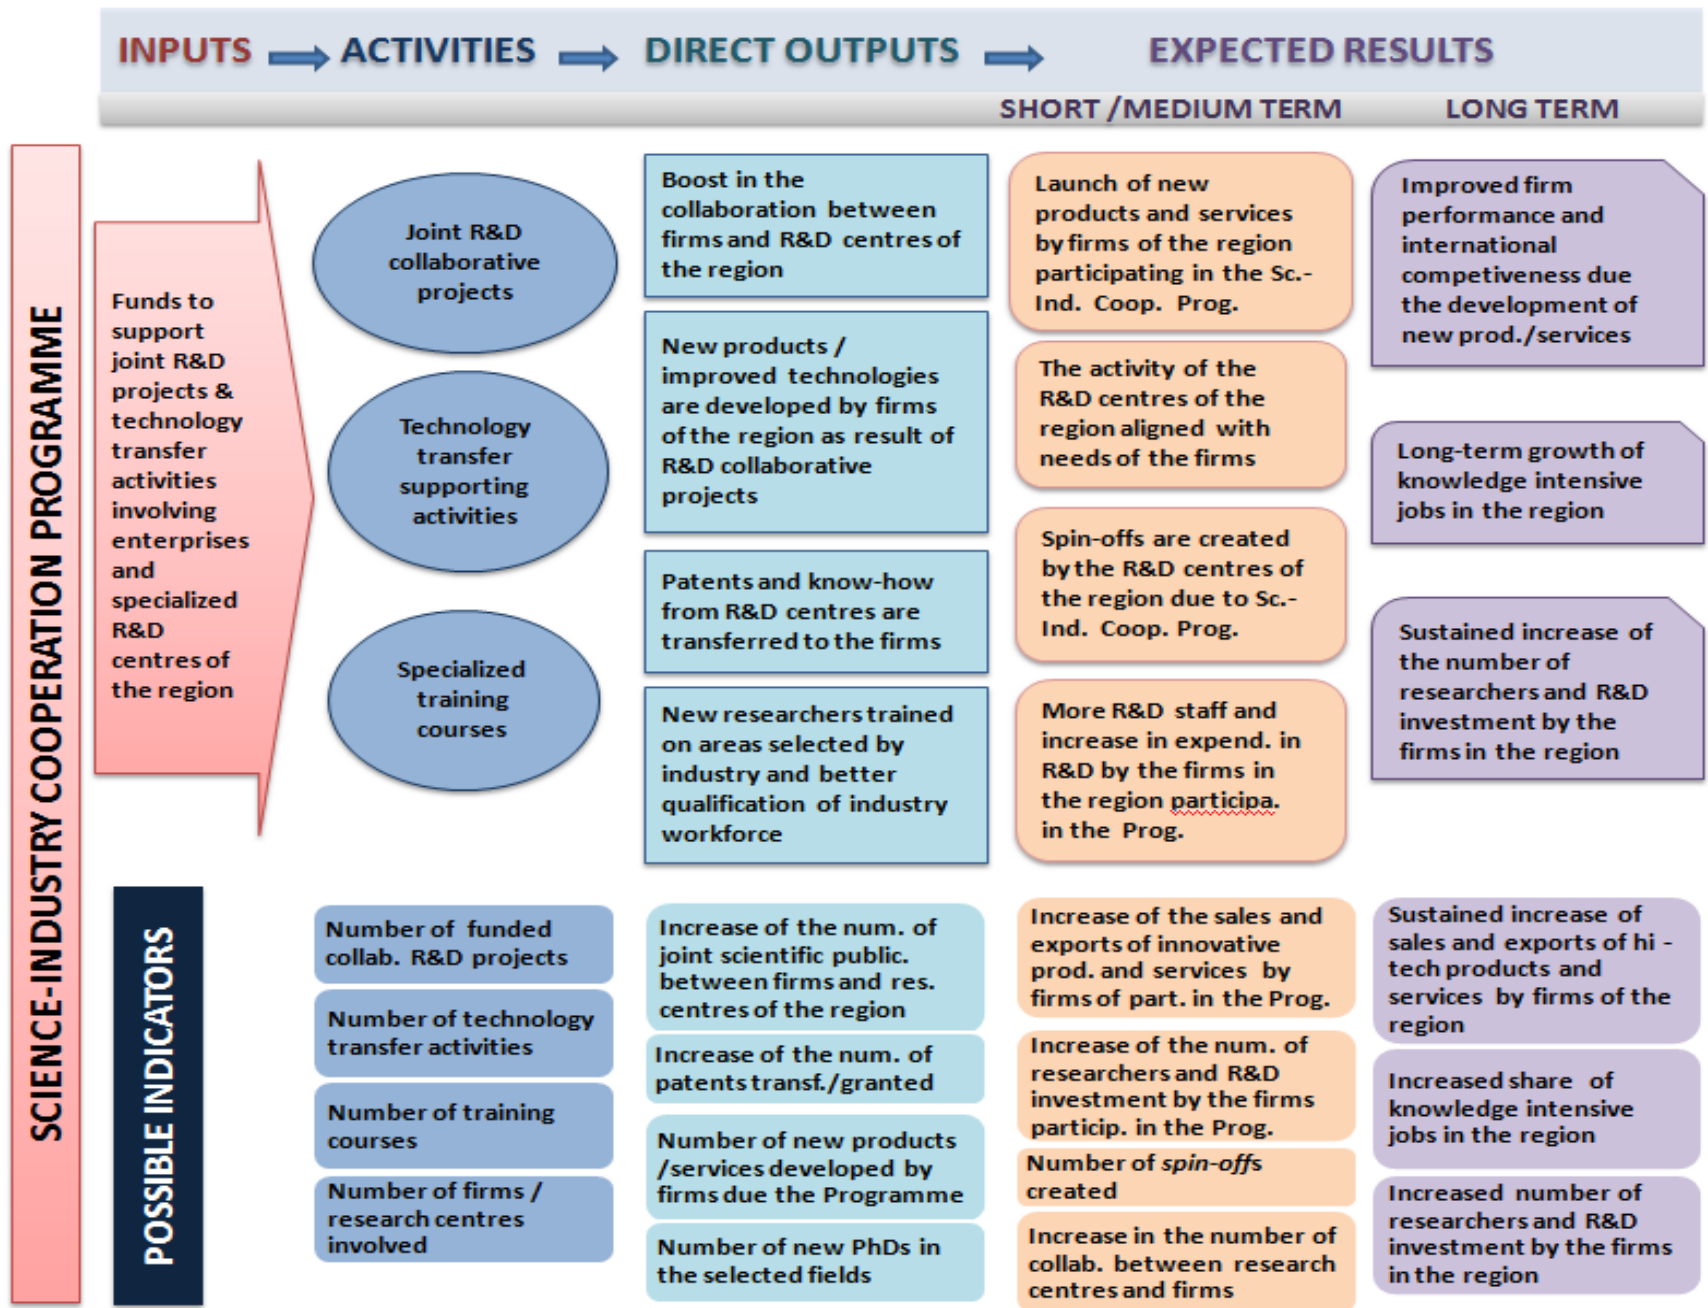 INPUTS
ACTIVITIES
DIRECT OUTPUTS
EXPECTED RESULTS
SHORT /MEDIUM TERM
LONG TERM
SCIENCE-INDUSTRY COOPERATION PROGRAMME
Funds to
support
joint R&D
projects &
technology
transfer
activities
involving
enterprises
and
specialized
R&D
centres of
the region
Joint R&D
collaborative
projects
Technology
transfer
supporting
activities
Specialized
training
courses
Boost in the
collaboration between
firms and R&D centres of
the region
New products /
improved technologies
are developed by firms
of the region as result of
R&D collaborative
projects
Patents and know-how
from R&D centres are
transferred to the firms
New researchers trained
on areas selected by
industry and better
qualification of industry
workforce
Launch of new
products and services
by firms of the region
participating in the Sc.-
Ind. Coop. Prog.
The activity of the
R&D centres of the
region aligned with
needs of the firms
Spin-offs are created
by the R&D centres of
the region due to Sc.-
Ind. Coop. Prog.
More R&D staff and
increase in expend. in
R&D by the firms in
the region participa.
in the Prog.
Improved firm
performance and
international
competiveness due
the development of
new prod./services
Long-term growth of
knowledge intensive
jobs in the region
Sustained increase of
the number of
researchers and R&D
investment by the
firms in the region
POSSIBLE INDICATORS
Number of funded
collab. R&D projects
Number of technology
transfer activities
Number of training
courses
Number of firms /
research centres
involved
Increase of the num. of
joint scientific public.
between firms and res.
centres of the region
Increase of the num. of
patents transf./granted
Number of new products
/services developed by
firms due the Programme
Number of new PhDs in
the selected fields
Increase of the sales and
exports of innovative
prod. and services by
firms of part. in the Prog.
Increase of the num. of
researchers and R&D
investment by the firms
particip. in the Prog.
Number of spin-offs
created
Increase in the number of
collab. between research
centres and firms
Sustained increase of
sales and exports of hi -
tech products and
services by firms of the
region
Increased share of
knowledge intensive
jobs in the region
Increased number of
researchers and R&D
investment by the firms
in the region